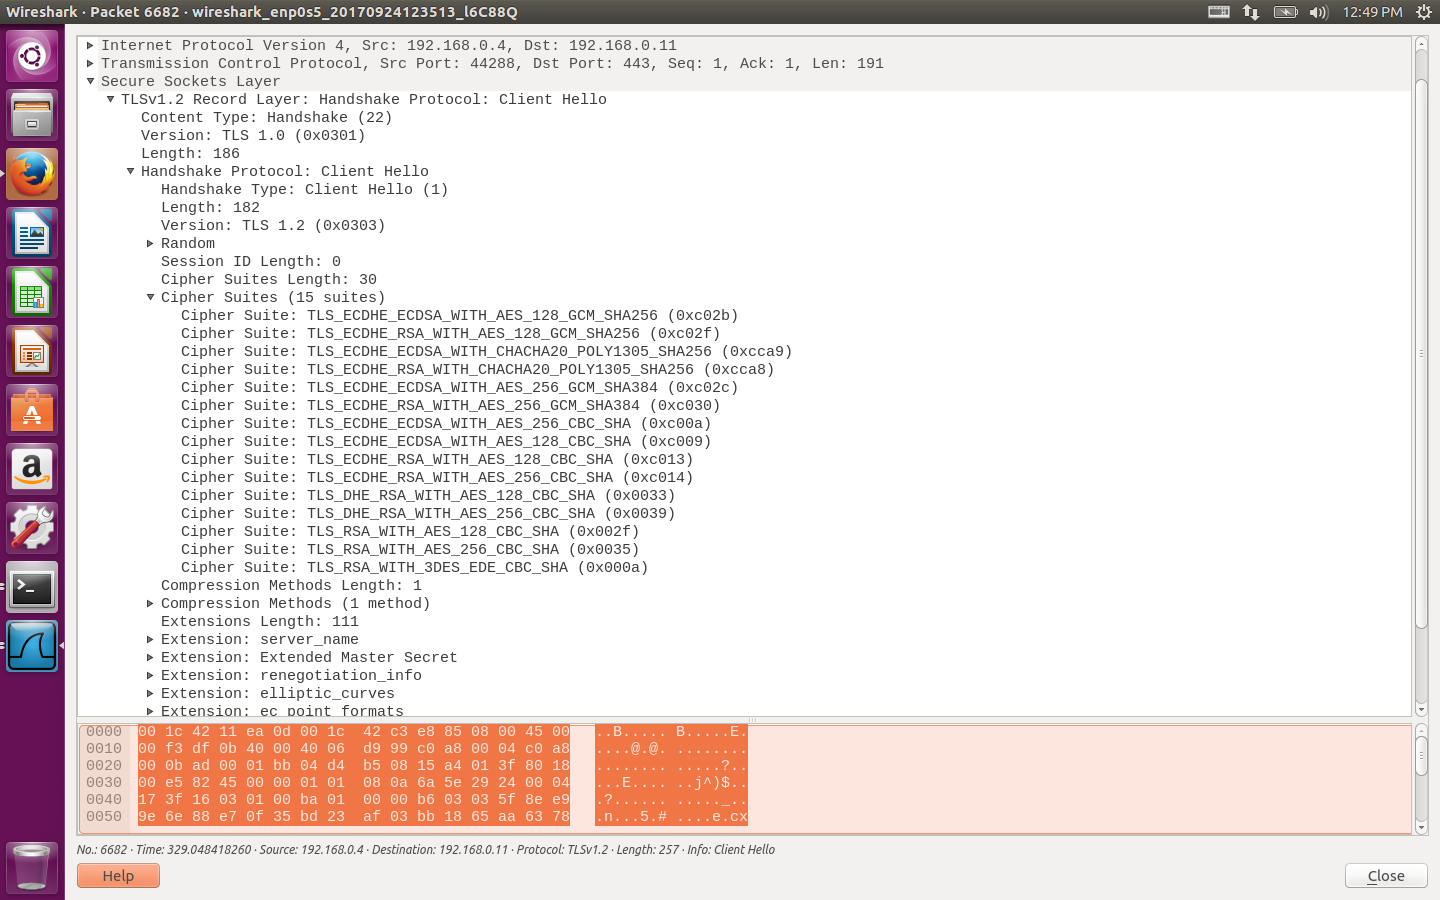 Wireshark · Packet 6682 · wireshark_enp0s5_20170924123513_l6C88Q
12:49 PM
Internet Protocol Version 4, Src: 192.168.0.4, Dst: 192.168.0.11
Transmission Control Protocol, Src Port: 44288, Dst Port: 443, Seq: 1, Ack: 1, Len: 191
Secure Sockets Layer
TLSv1.2 Record Layer: Handshake Protocol: Client Hello
Content Type: Handshake (22)
Version: TLS 1.0 (0x0301)
Length: 186
Handshake Protocol: Client Hello
Handshake Type: Client Hello (1)
Length: 182
Version: TLS 1.2 (0x0303)
Random
Session ID Length: 0
Cipher Suites Length: 30
Cipher Suites (15 suites)
Cipher Suite: TLS_ECDHE_ECDSA_WITH_AES_128_GCM_SHA256 (0xc02b)
Cipher Suite: TLS_ECDHE_RSA_WITH_AES_128_GCM_SHA256 (0xc02f)
Cipher Suite: TLS_ECDHE_ECDSA_WITH_CHACHA20_POLY1305_SHA256 (0xcca9)
Cipher Suite: TLS_ECDHE_RSA_WITH_CHACHA20_POLY1305_SHA256 (0xcca8)
Cipher Suite: TLS_ECDHE_ECDSA_WITH_AES_256_GCM_SHA384 (0xc02c)
Cipher Suite: TLS_ECDHE_RSA_WITH_AES_256_GCM_SHA384 (0xc030)
Cipher Suite: TLS_ECDHE_ECDSA_WITH_AES_256_CBC_SHA (0xc00a)
Cipher Suite: TLS_ECDHE_ECDSA_WITH_AES_128_CBC_SHA (0xc009)
Cipher Suite: TLS_ECDHE_RSA_WITH_AES_128_CBC_SHA (0xc013)
Cipher Suite: TLS_ECDHE_RSA_WITH_AES_256_CBC_SHA (0xc014)
Cipher Suite: TLS_DHE_RSA_WITH_AES_128_CBC_SHA (0x0033)
Cipher Suite: TLS_DHE_RSA_WITH_AES_256_CBC_SHA (0x0039)
Cipher Suite: TLS_RSA_WITH_AES_128_CBC_SHA (0x002f)
Cipher Suite: TLS_RSA_WITH_AES_256_CBC_SHA (0x0035)
Cipher Suite: TLS_RSA_WITH_3DES_EDE_CBC_SHA (0x000a)
Compression Methods Length: 1
Compression Methods (1 method)
Extensions Length: 111
Extension: server_name
Extension: Extended Master Secret
Extension: renegotiation_info
Extension: elliptic_curves
Extension: ec_point_formats
0000 00 1c 42 11 ea 0d 00 1c 42 c3 e8 85 08 00 45 00 ..B..... B.....E.
0010 00 f3 df 0b 40 00 40 06 d9 99 c0 a8 00 04 c0 a8 ....@.@. ........
0020 00 0b ad 00 01 bb 04 d4 b5 08 15 a4 01 3f 80 18 ........ .....?..
0030 00 e5 82 45 00 00 01 01 08 0a 6a 5e 29 24 00 04 ...E.... ..j^)$..
0040 17 3f 16 03 01 00 ba 01 00 00 b6 03 03 5f 8e e9 .?...... ....._..
0050 9e 6e 88 e7 0f 35 bd 23 af 03 bb 18 65 aa 63 78 .n...5.# ....e.cx
No.: 6682 · Time: 329.048418260 · Source: 192.168.0.4 · Destination: 192.168.0.11 · Protocol: TLSv1.2 · Length: 257 · Info: Client Hello
Help
Close